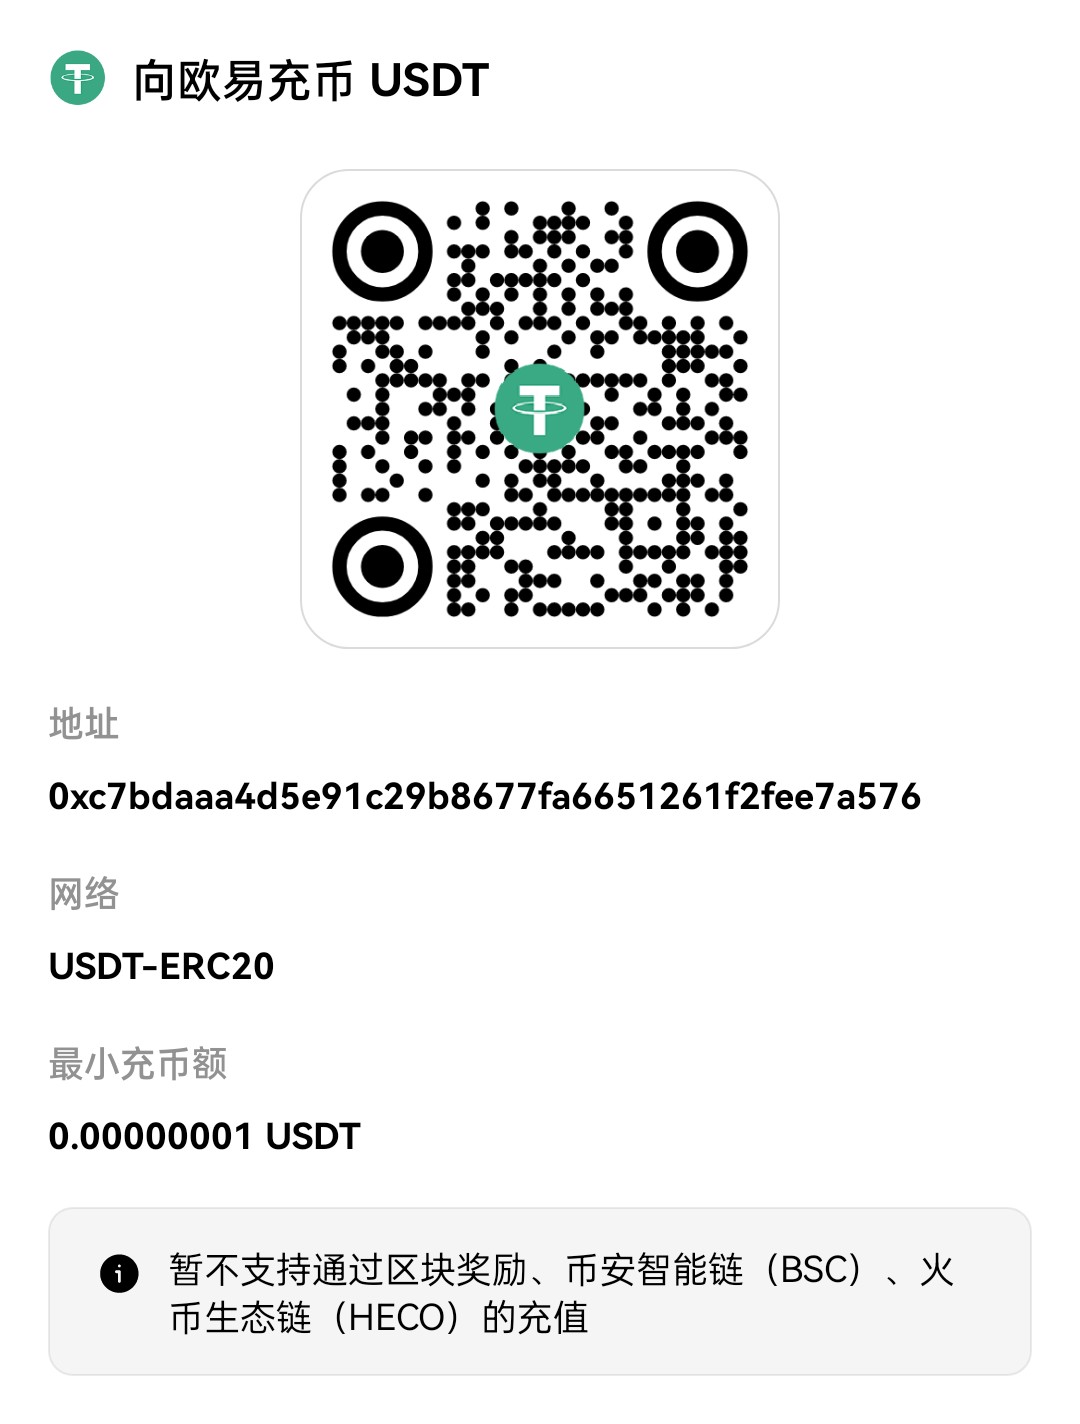 向欧易充币 USDT
地址
0xc7bdaaa4d5e91c29b8677fa6651261f2fee7a576
网络
USDT-ERC20
最小充币额
0.00000001 USDT
暂不支持通过区块奖励、币安智能链（BSC）、火
币生态链（HECO）的充值